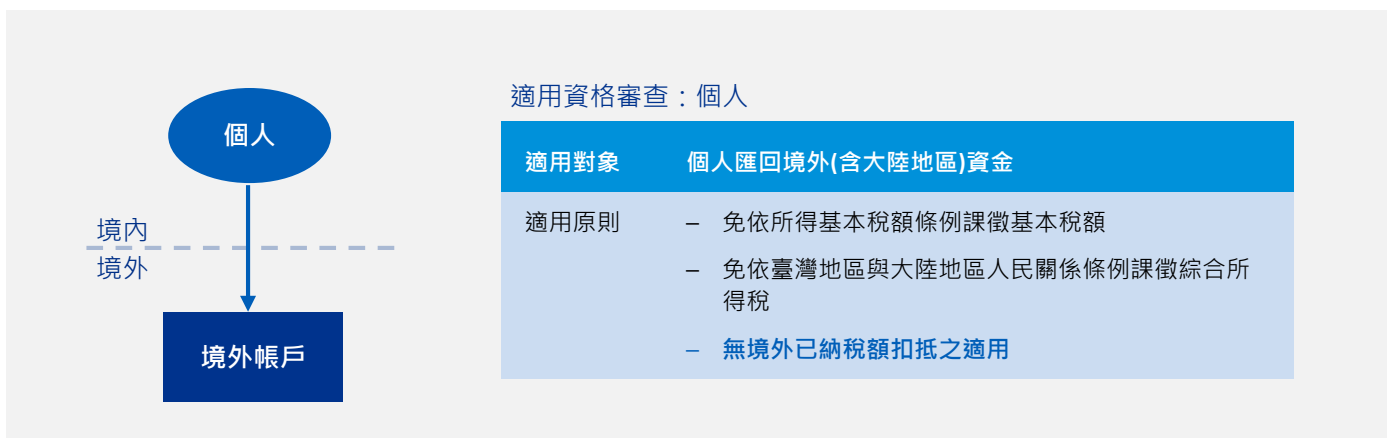 個人
境內
境外
境外帳戶
適用資格審查：個人
適用對象 個人匯回境外(含大陸地區)資金
適用原則 – 免依所得基本稅額條例課徵基本稅額
– 免依臺灣地區與大陸地區人民關係條例課徵綜合所
得稅
– 無境外已納稅額扣抵之適用